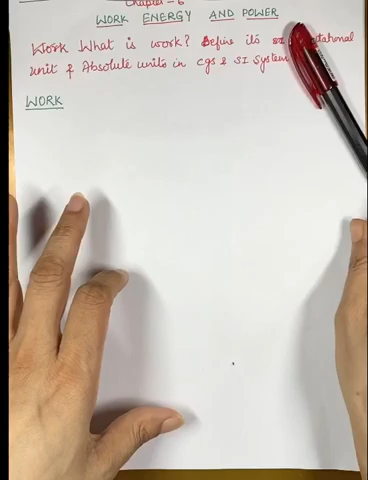 Chapter - 6
WORK ENERGY AND POWER
Work What is work? Define its
unit & Absolute units in cgs & SI System
WORK